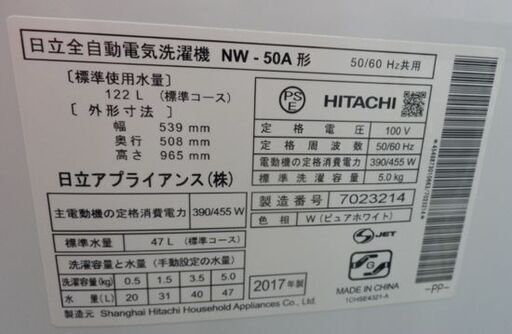 日立全自動電気洗濯機 NW - 50A 形 50/60 Hz共用
〔標準使用水量〕
122 L (標準コース)
〔外形寸法〕
幅 539 mm
奥行 508 mm
高さ 965 mm
日立アプライアンス(株)
PS
E
HITACHI
定格電圧 100 V
定格周波数 50/60 Hz
電動機の定格消費電力 390/455 W
標準洗濯容量 5.0 kg
主電動機の定格消費電力 390/455 W
製造番号 7023214
色相 W (ピュアホワイト)
標準水量 47 L (標準コース)
洗濯容量と水量 (手動設定の水量)
洗濯容量(kg) 0.5 1.5 3.5 5.0
水量(L) 20 31 40 47
2017年製
S JET
MADE IN CHINA
1CHSE4321-A
-PP-
製造元 Shanghai Hitachi Household Appliances Co., Ltd.